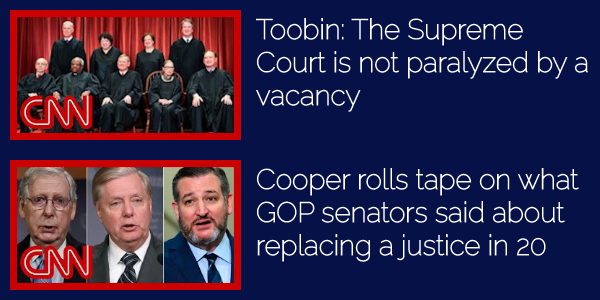 Toobin: The Supreme
Court is not paralyzed by a
vacancy
CNN
Cooper rolls tape on what
GOP senators said about
replacing a justice in 20
CNN